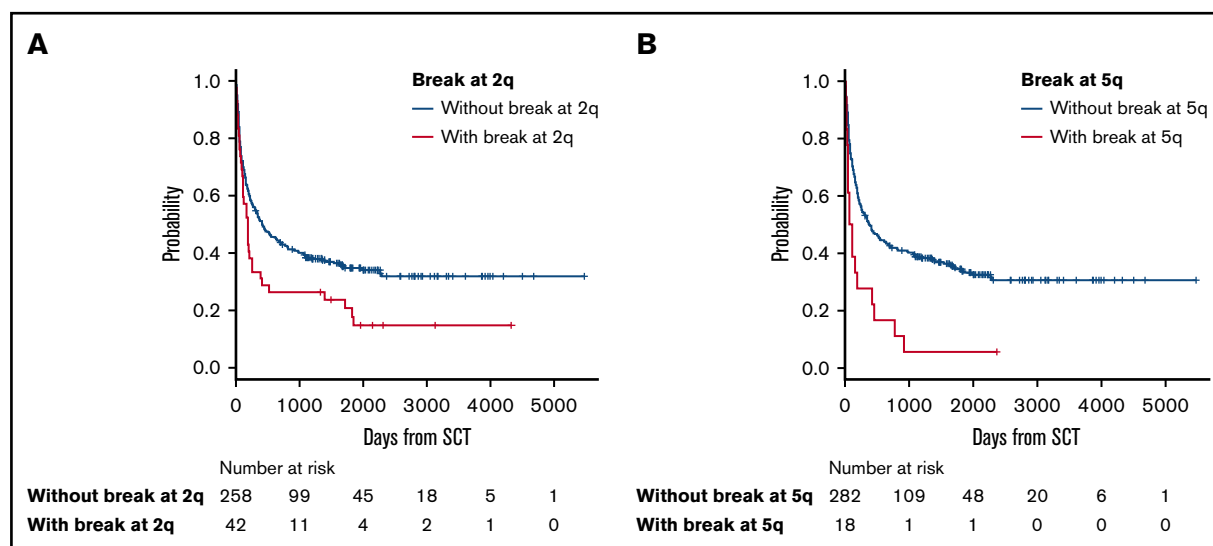 A
Break at 2q
Without break at 2q
With break at 2q
1.0
0.8
0.6
0.4
0.2
0.0
Probability
0 1000 2000 3000 4000 5000
Days from SCT
Number at risk
Without break at 2q 258 99 45 18 5 1
With break at 2q 42 11 4 2 1 0
B
Break at 5q
Without break at 5q
With break at 5q
1.0
0.8
0.6
0.4
0.2
0.0
Probability
0 1000 2000 3000 4000 5000
Days from SCT
Number at risk
Without break at 5q 282 109 48 20 6 1
With break at 5q 18 1 1 0 0 0